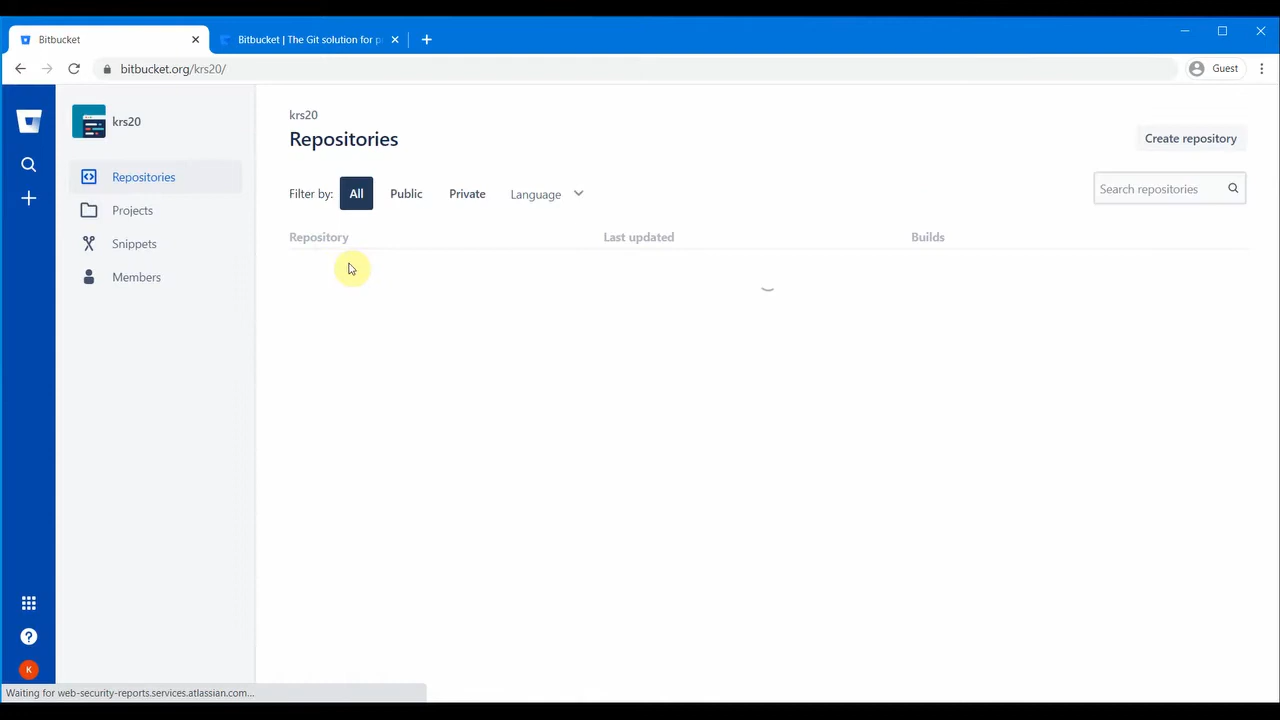 Bitbucket
Bitbucket | The Git solution for p
bitbucket.org/krs20/
Guest
krs20
Repositories
Projects
Snippets
Members
krs20
Repositories
Create repository
Filter by:
All
Public
Private
Language
Search repositories
Repository
Last updated
Builds
K
Waiting for web-security-reports.services.atlassian.com...